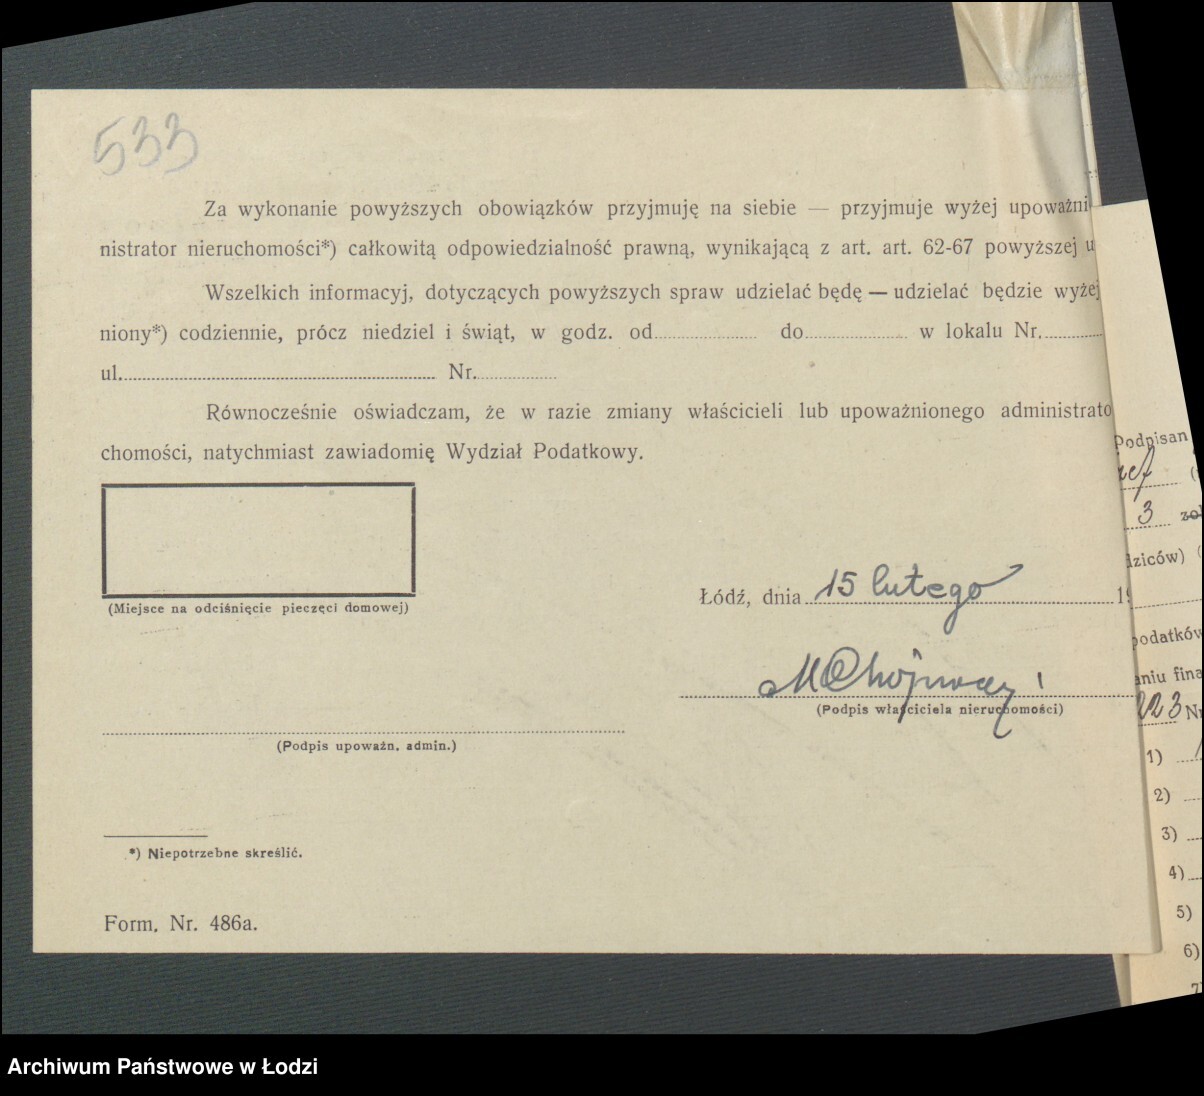 533
Za wykonanie powyższych obowiązków przyjmuję na siebie — przyjmuje wyżej upoważni
nistrator nieruchomości*) całkowitą odpowiedzialność prawną, wynikającą z art. art. 62-67 powyższej u
Wszelkich informacyj, dotyczących powyższych spraw udzielać będę — udzielać będzie wyżej
niony*) codziennie, prócz niedziel i świąt, w godz. od do w lokalu Nr.
ul. Nr.
Równocześnie oświadczam, że w razie zmiany właścicieli lub upoważnionego administrato
chomości, natychmiast zawiadomię Wydział Podatkowy.
(Miejsce na odciśnięcie pieczęci domowej)
Łódź, dnia 15 lutego 19
(Podpis właściciela nieruchomości)
(Podpis upoważn. admin.)
*) Niepotrzebne skreślić.
Form. Nr. 486a.
Podpisan
3
dziców)
podatków
aniu fina
223 Nr
1)
2)
3)
4)
5)
6)
7)
Archiwum Państwowe w Łodzi